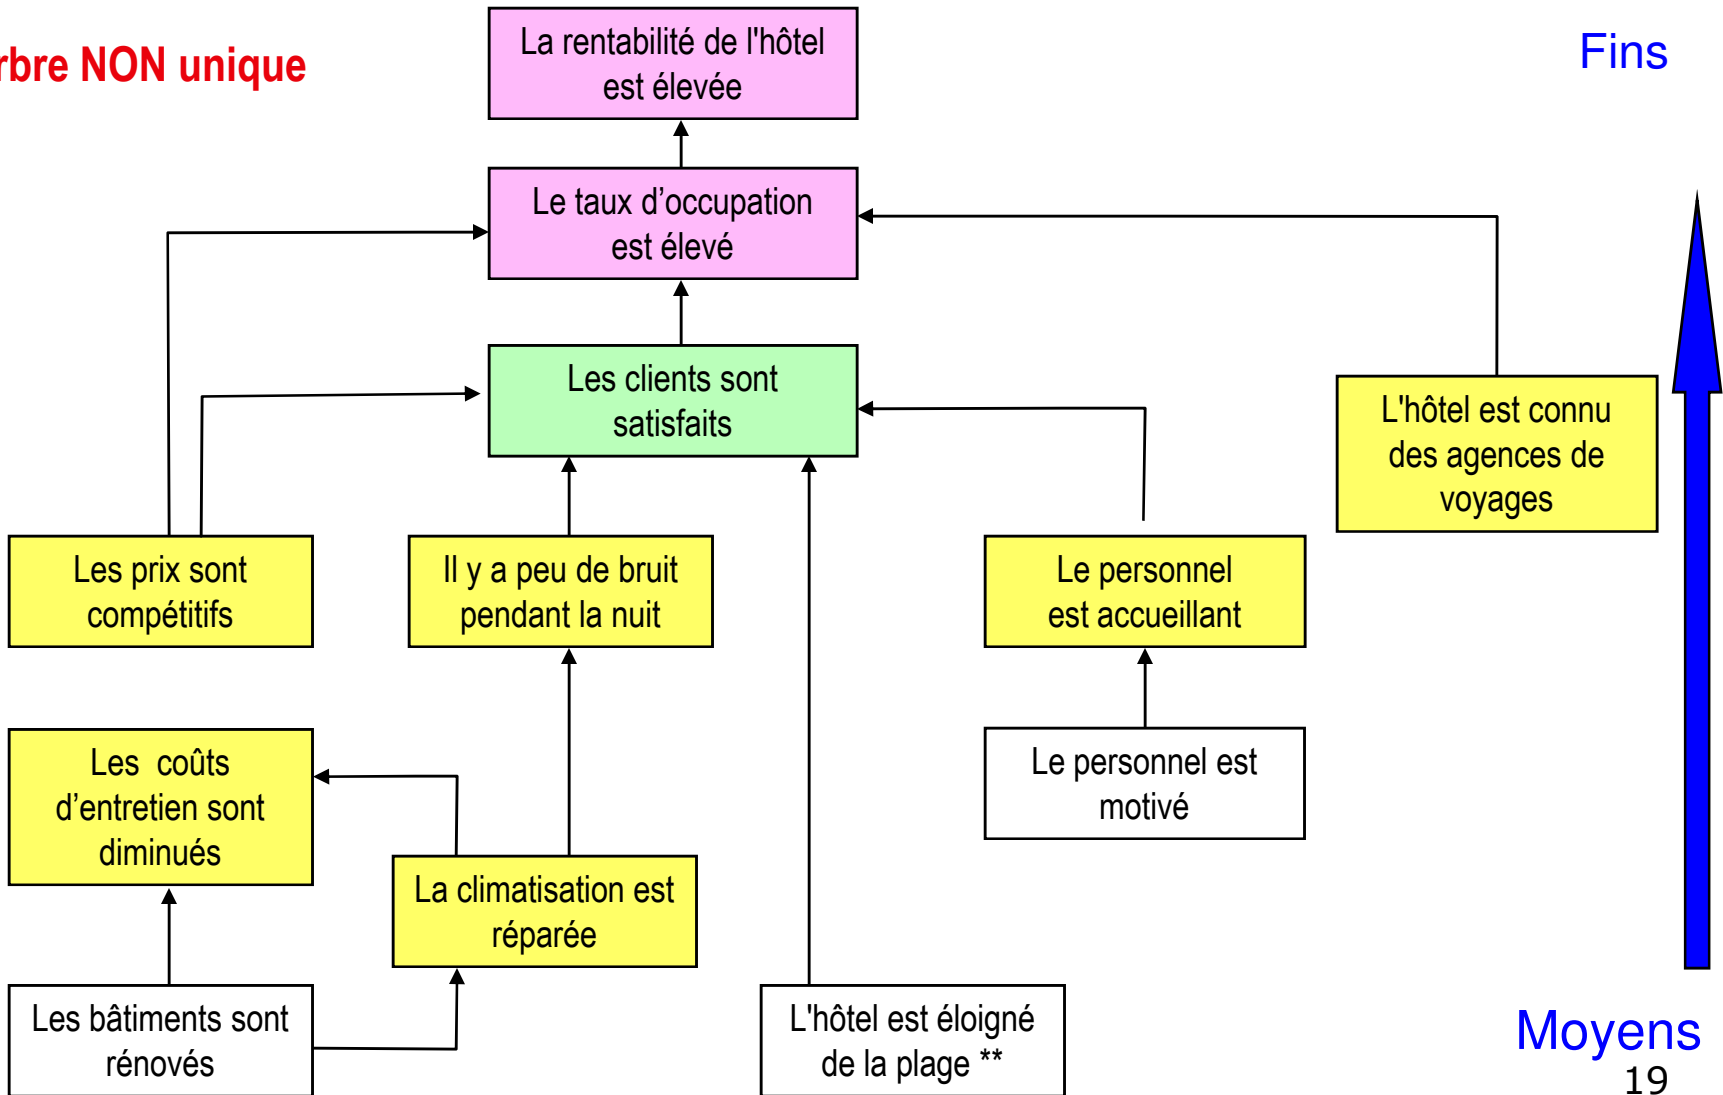 rbre NON unique
Fins
La rentabilité de l'hôtel
est élevée
Le taux d’occupation
est élevé
Les clients sont
satisfaits
L'hôtel est connu
des agences de
voyages
Les prix sont
compétitifs
Il y a peu de bruit
pendant la nuit
Le personnel
est accueillant
Les coûts
d’entretien sont
diminués
Le personnel est
motivé
La climatisation est
réparée
Les bâtiments sont
rénovés
L'hôtel est éloigné
de la plage **
Moyens
19